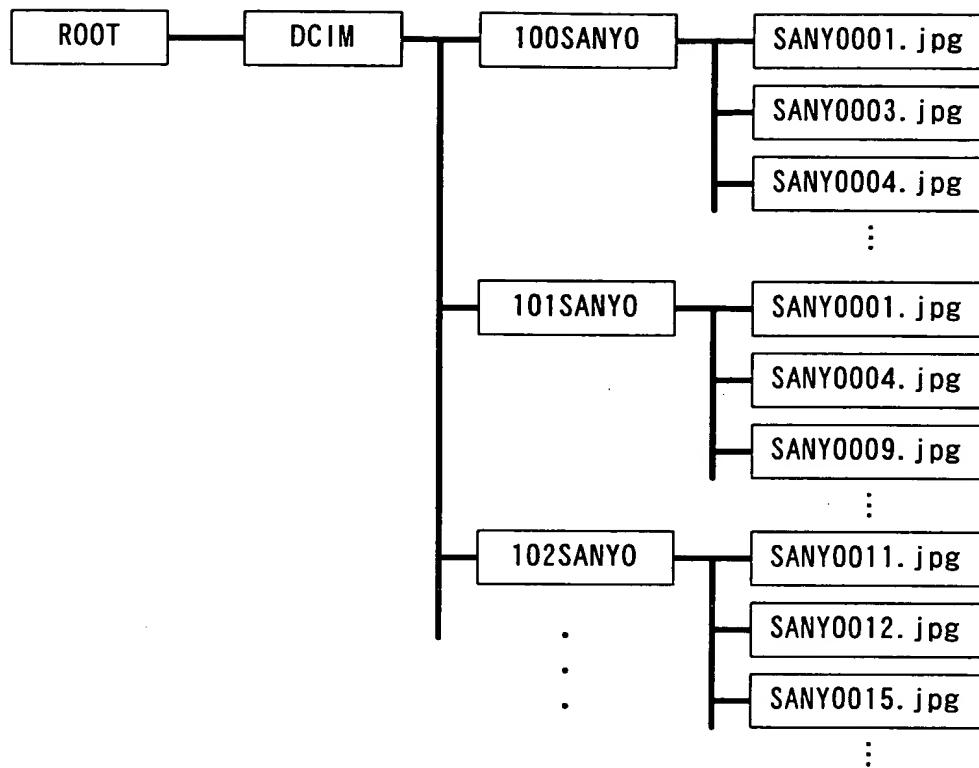 ROOT
DCIM
100SANYO
SANY0001.jpg
SANY0003.jpg
SANY0004.jpg
101SANYO
SANY0001.jpg
SANY0004.jpg
SANY0009.jpg
102SANYO
SANY0011.jpg
SANY0012.jpg
SANY0015.jpg